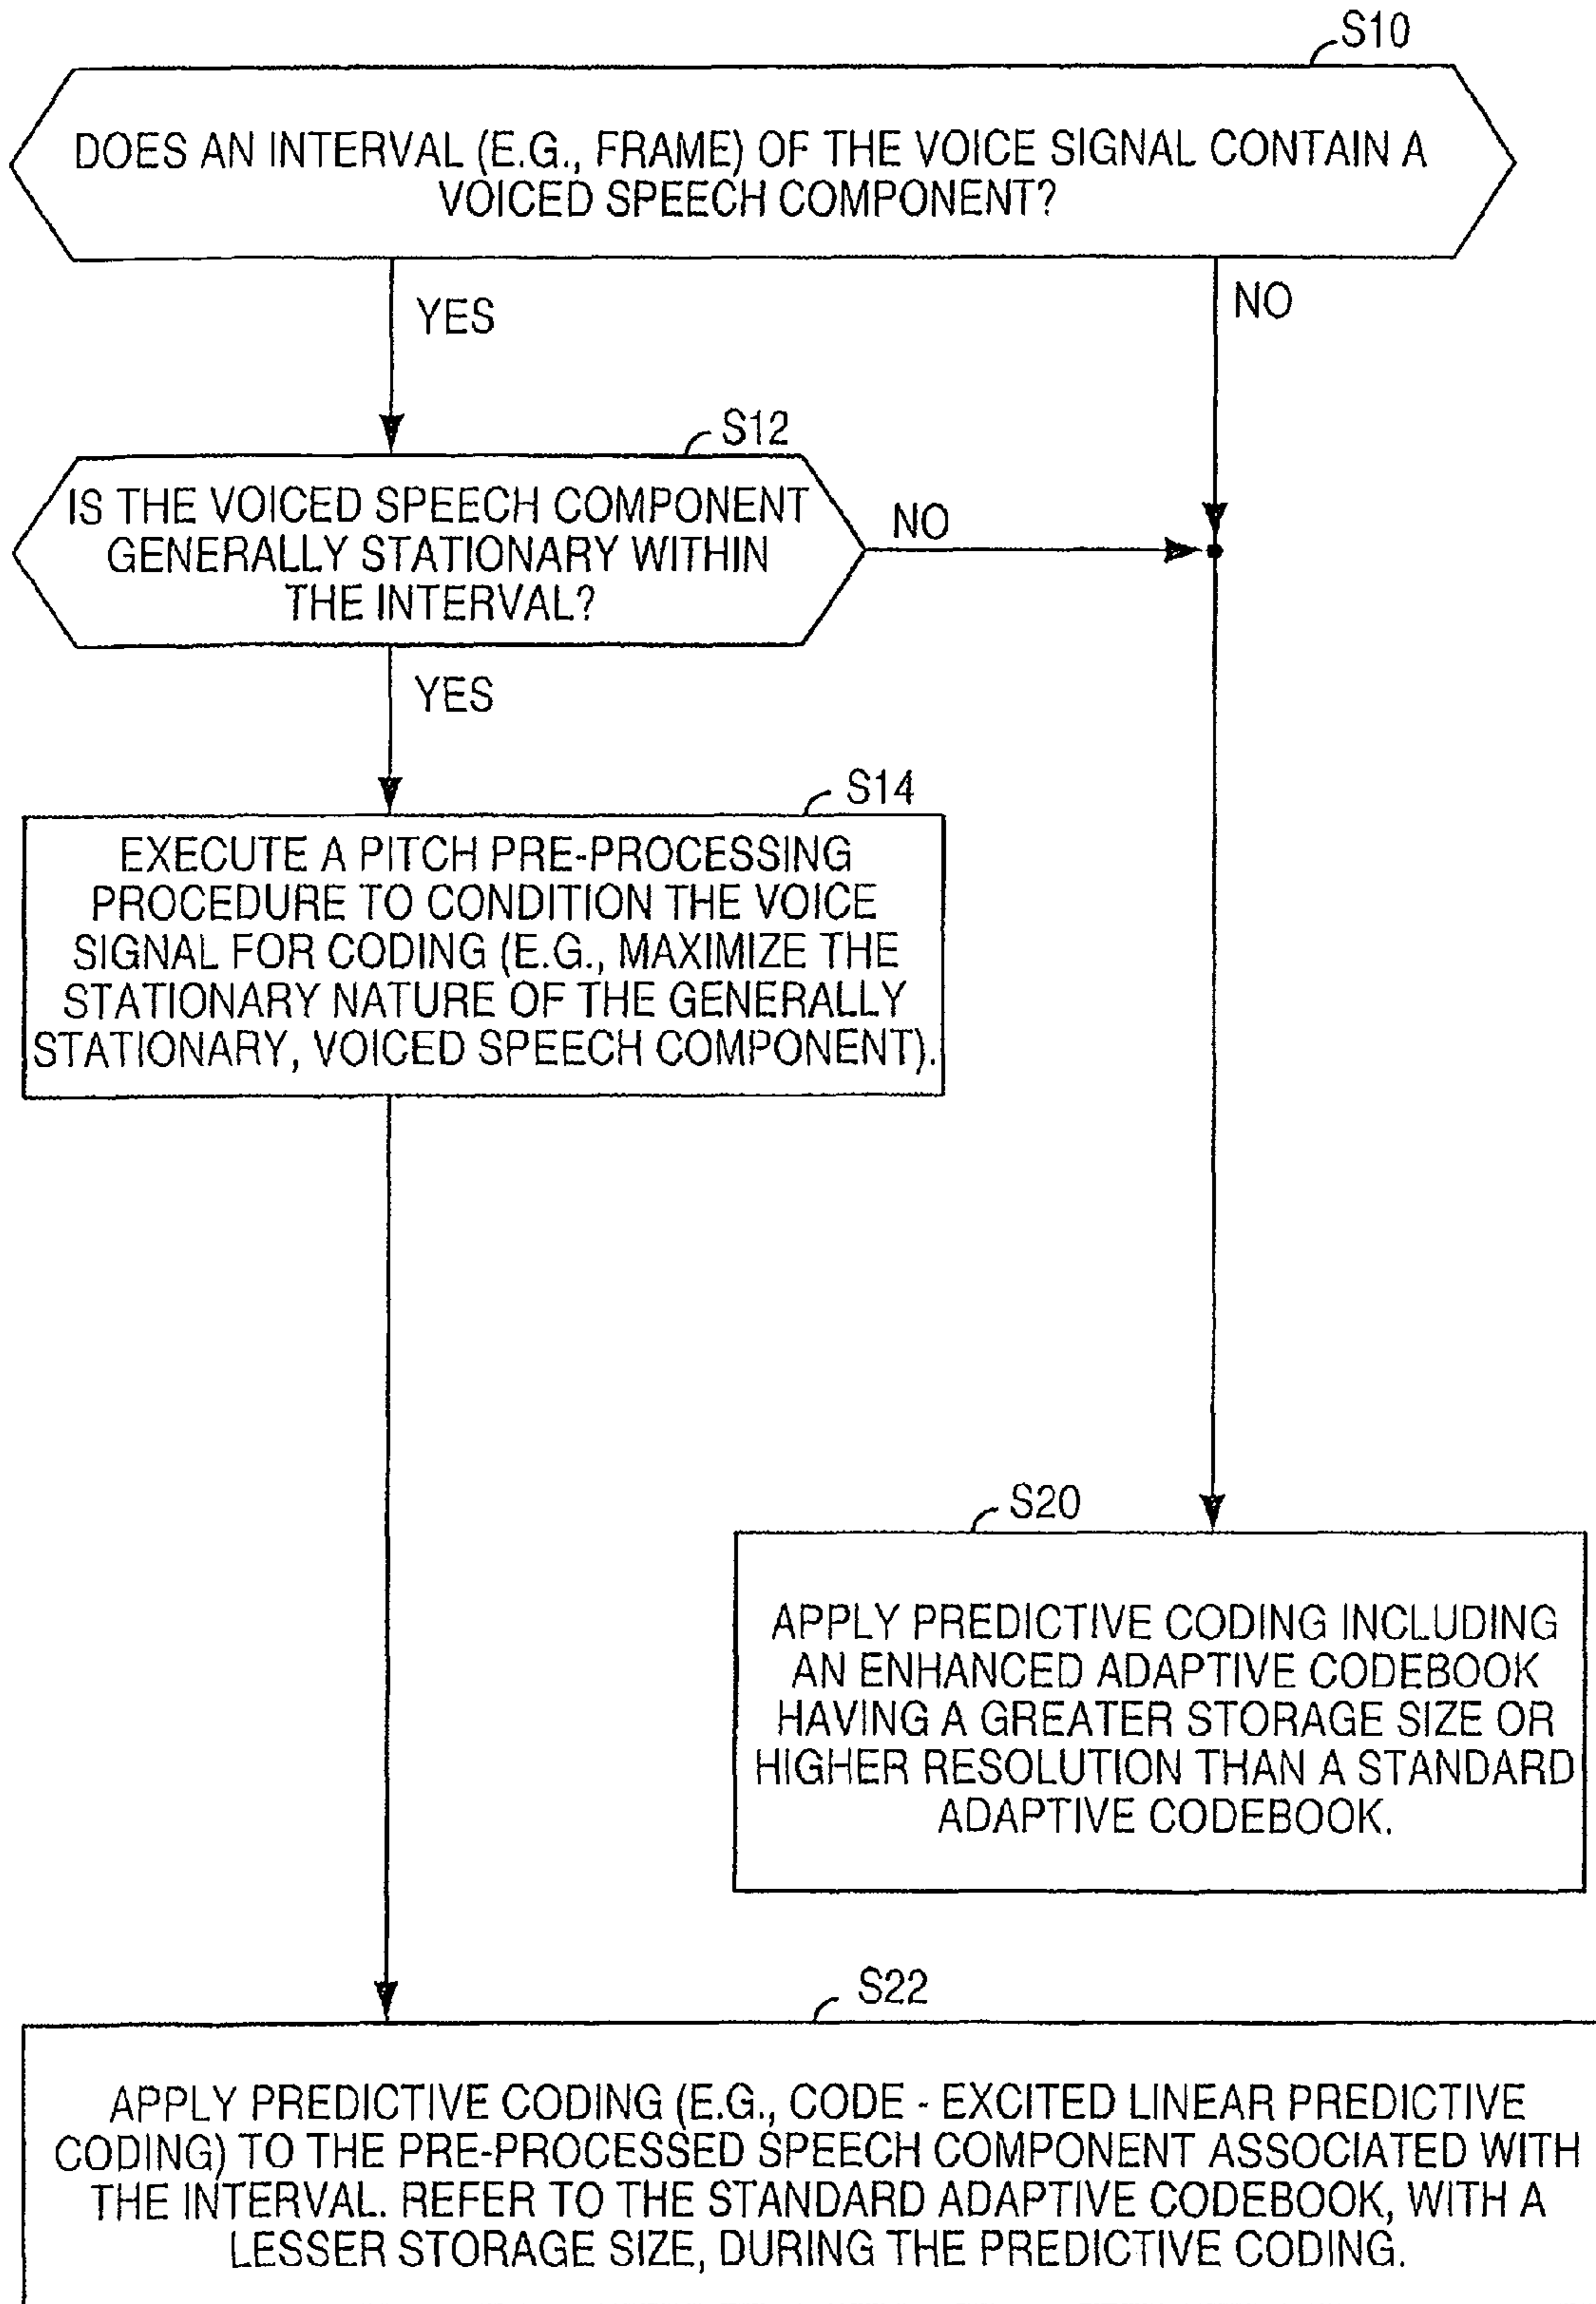 S10
DOES AN INTERVAL (E.G., FRAME) OF THE VOICE SIGNAL CONTAIN A
VOICED SPEECH COMPONENT?
YES
NO
S12
IS THE VOICED SPEECH COMPONENT
GENERALLY STATIONARY WITHIN
THE INTERVAL?
NO
YES
S14
EXECUTE A PITCH PRE-PROCESSING
PROCEDURE TO CONDITION THE VOICE
SIGNAL FOR CODING (E.G., MAXIMIZE THE
STATIONARY NATURE OF THE GENERALLY
STATIONARY, VOICED SPEECH COMPONENT).
S20
APPLY PREDICTIVE CODING INCLUDING
AN ENHANCED ADAPTIVE CODEBOOK
HAVING A GREATER STORAGE SIZE OR
HIGHER RESOLUTION THAN A STANDARD
ADAPTIVE CODEBOOK.
S22
APPLY PREDICTIVE CODING (E.G., CODE - EXCITED LINEAR PREDICTIVE
CODING) TO THE PRE-PROCESSED SPEECH COMPONENT ASSOCIATED WITH
THE INTERVAL. REFER TO THE STANDARD ADAPTIVE CODEBOOK, WITH A
LESSER STORAGE SIZE, DURING THE PREDICTIVE CODING.